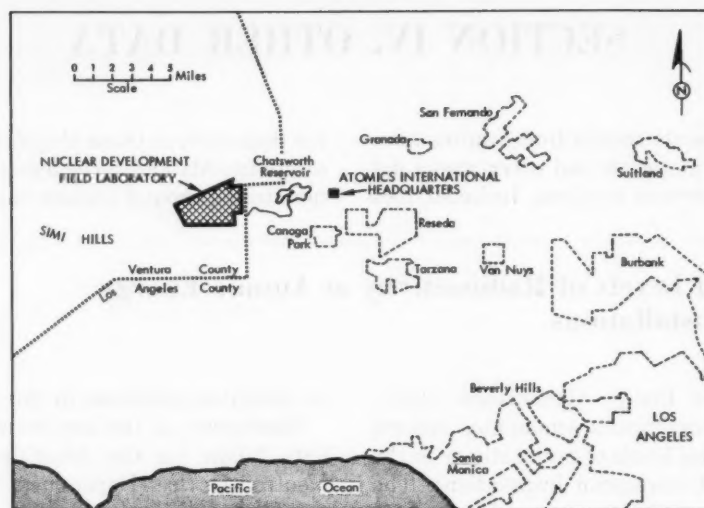 SECTION IV. OTHER DATA
0 1 2 3 4 5
Miles
Scale
N
San Fernando
Granada
Suitland
NUCLEAR DEVELOPMENT
FIELD LABORATORY
Chatsworth
Reservoir
ATOMICS INTERNATIONAL
HEADQUARTERS
SIMI HILLS
Canoga
Park
Reseda
Tarzana
Van Nuys
Burbank
Ventura County
Los Angeles County
Beverly Hills
LOS
ANGELES
Santa
Monica
Pacific Ocean